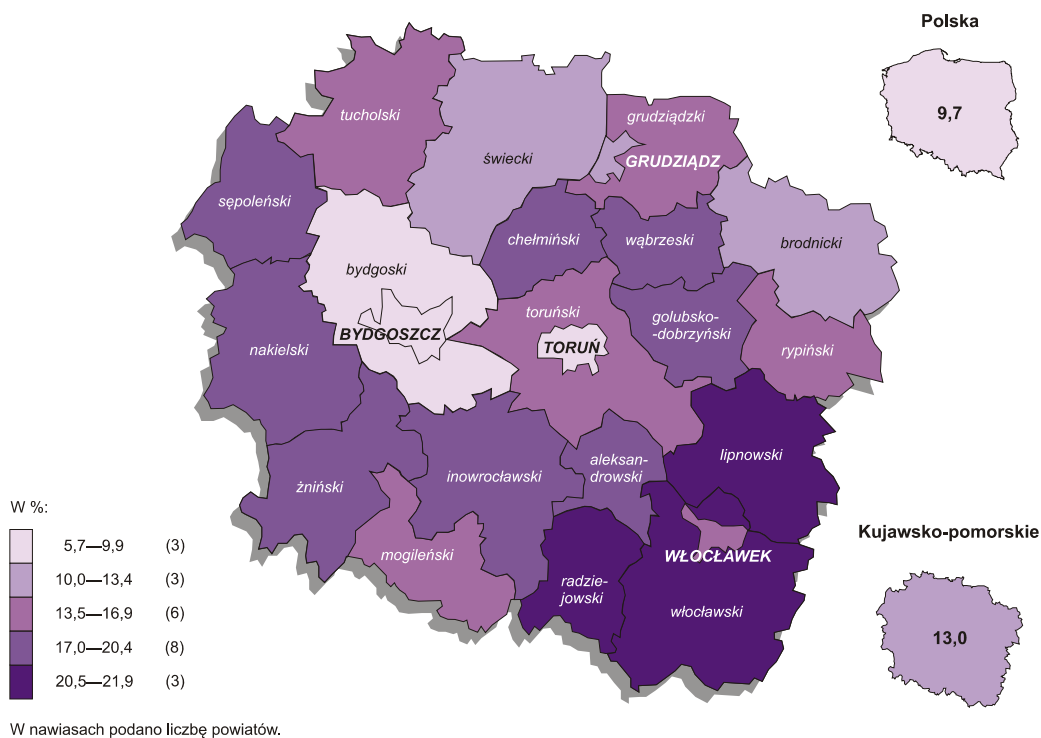 Polska
9,7
tucholski
grudziądzki
GRUDZIĄDZ
świecki
sępoleński
chełmiński
wąbrzeski
brodnicki
bydgoski
BYDGOSZCZ
toruński
TORUŃ
golubsko-
-dobrzyński
rypiński
nakielski
lipnowski
aleksan-
drowski
inowrocławski
żniński
mogileński
radzie-
jowski
WŁOCŁAWEK
włocławski
Kujawsko-pomorskie
13,0
W %:
5,7—9,9 (3)
10,0—13,4 (3)
13,5—16,9 (6)
17,0—20,4 (8)
20,5—21,9 (3)
W nawiasach podano liczbę powiatów.